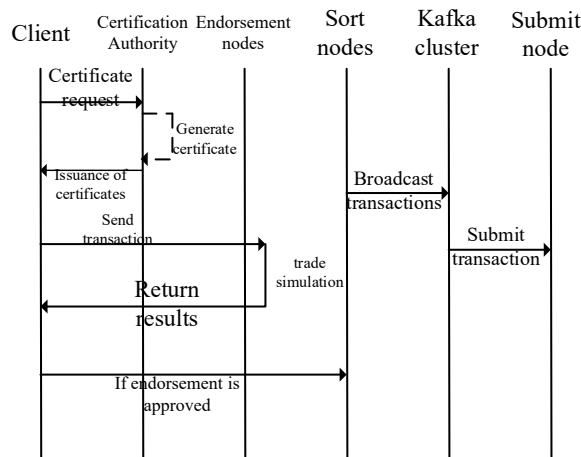 Client
Certification
Authority
Endorsement
nodes
Sort
nodes
Kafka
cluster
Submit
node
Certificate
request
Generate
certificate
Issuance of
certificates
Broadcast
transactions
Send
transaction
Submit
transaction
trade
simulation
Return
results
If endorsement is
approved